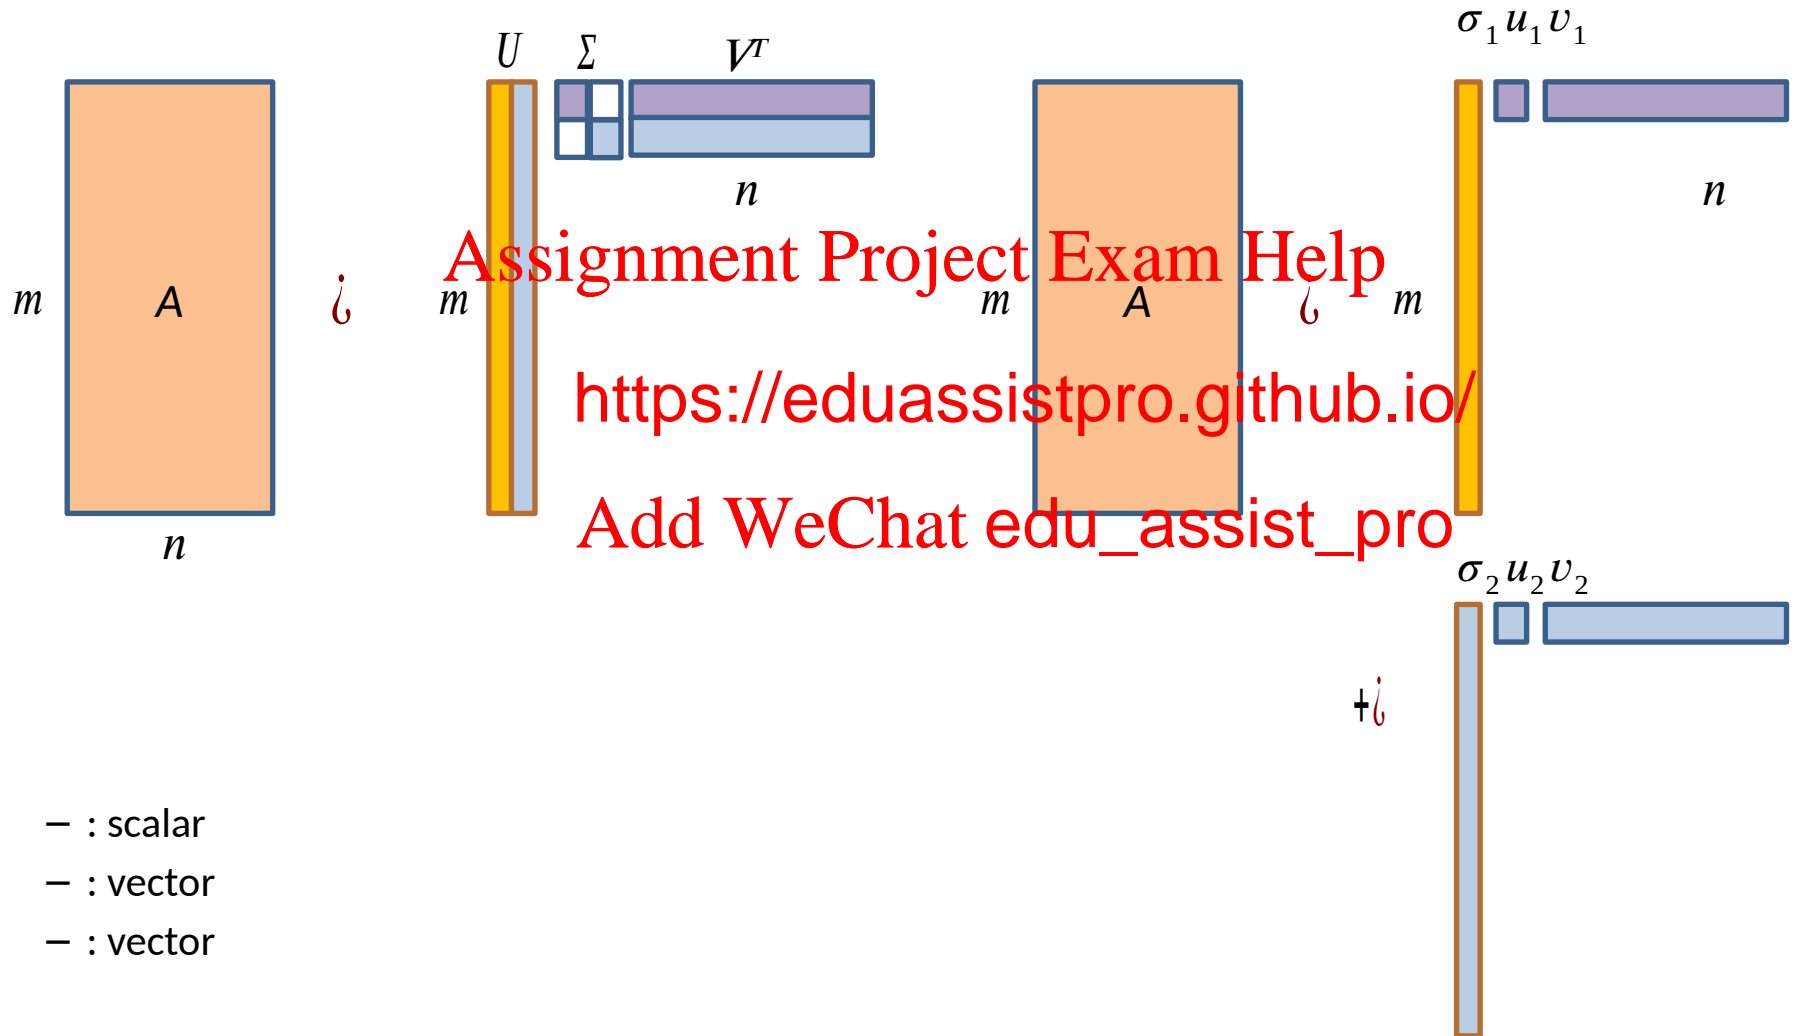 σ₁u₁v₁
U Σ Vᵀ
n n
Assignment Project Exam Help
m A ¿ m m A ¿ m
https://eduassistpro.github.io/
Add WeChat edu_assist_pro
n
σ₂u₂v₂
+¿
– : scalar
– : vector
– : vector